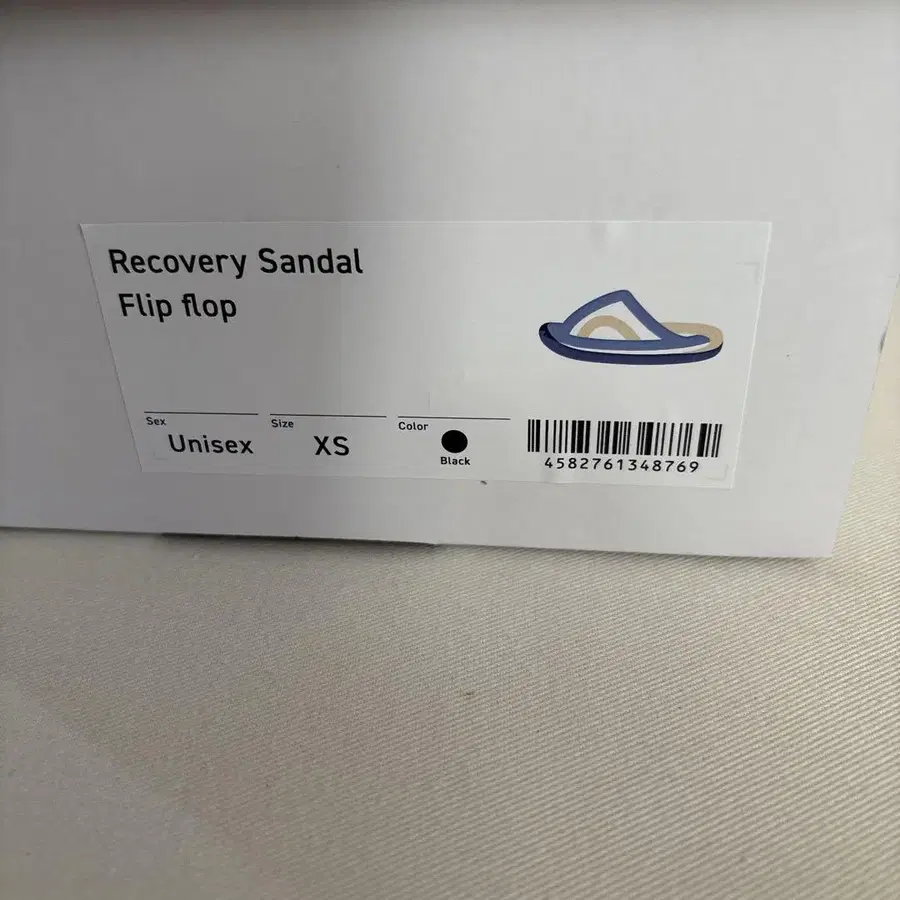 Recovery Sandal
Flip flop
Sex
Unisex
Size
XS
Color
Black
4582761348769